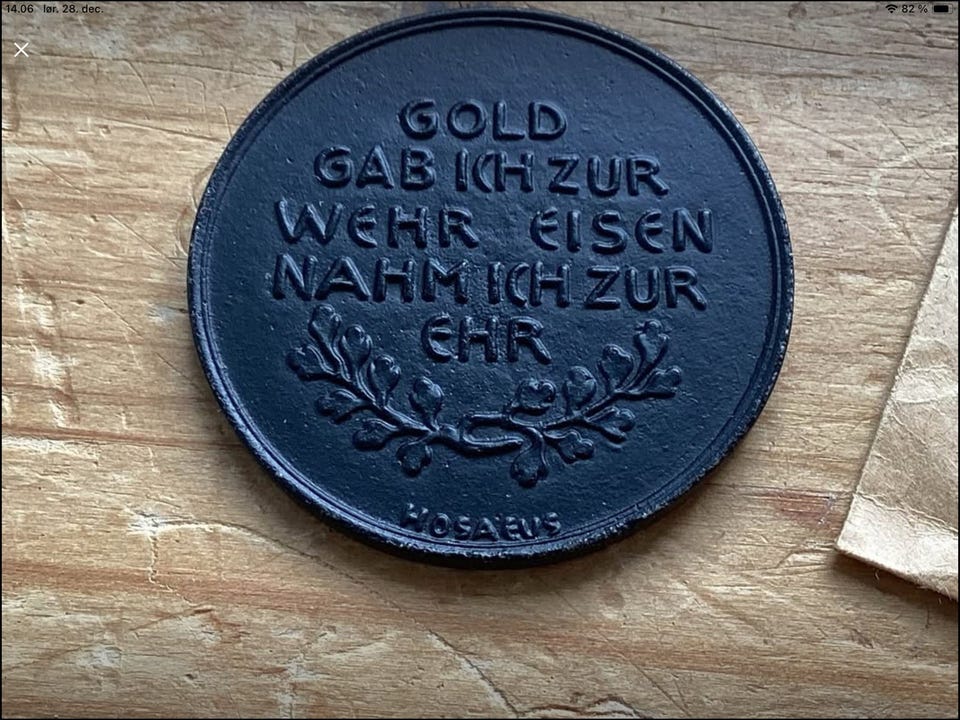 14.06 lør. 28. dec.
82 %
GOLD
GAB ICH ZUR
WEHR EISEN
NAHM ICH ZUR
EHR
HOSAEUS